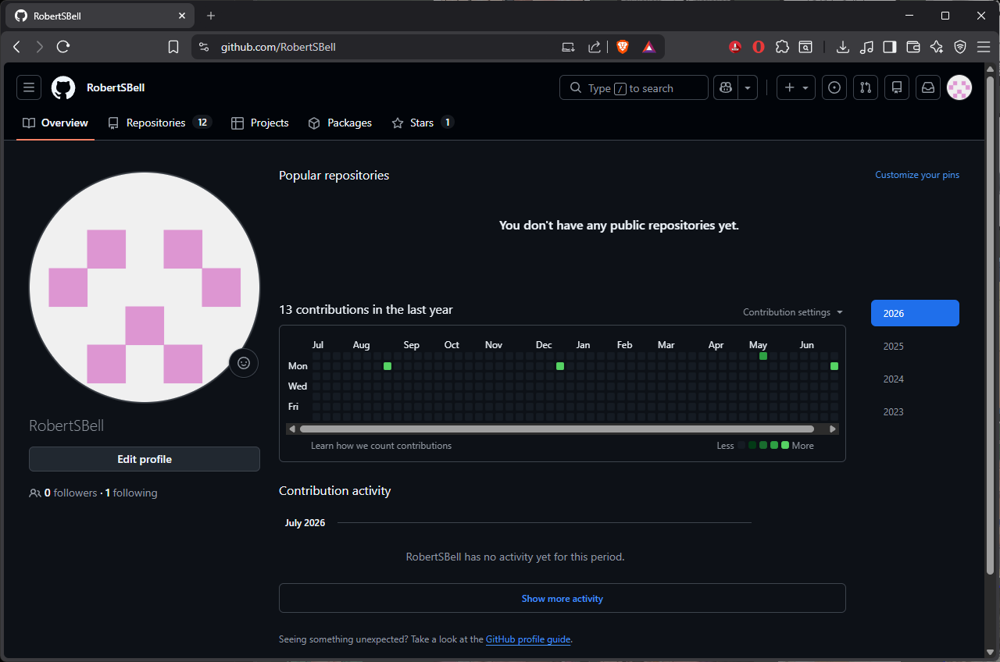 RobertSBell
github.com/RobertSBell
RobertSBell
Type / to search
Overview Repositories 12 Projects Packages Stars 1
Popular repositories
Customize your pins
You don't have any public repositories yet.
13 contributions in the last year
Contribution settings
2026
2025
2024
2023
Jul Aug Sep Oct Nov Dec Jan Feb Mar Apr May Jun
Mon
Wed
Fri
Learn how we count contributions
Less More
RobertSBell
Edit profile
0 followers · 1 following
Contribution activity
July 2026
RobertSBell has no activity yet for this period.
Show more activity
Seeing something unexpected? Take a look at the GitHub profile guide.